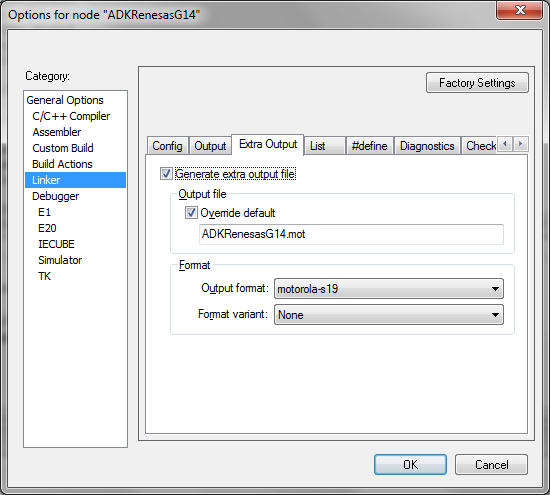 Options for node "ADKRenesasG14"
Category:
Factory Settings
General Options
C/C++ Compiler
Assembler
Custom Build
Build Actions
Linker
Debugger
E1
E20
IECUBE
Simulator
TK
Config Output Extra Output List #define Diagnostics Check
Generate extra output file
Output file
Override default
ADKRenesasG14.mot
Format
Output format: motorola-s19
Format variant: None
OK Cancel